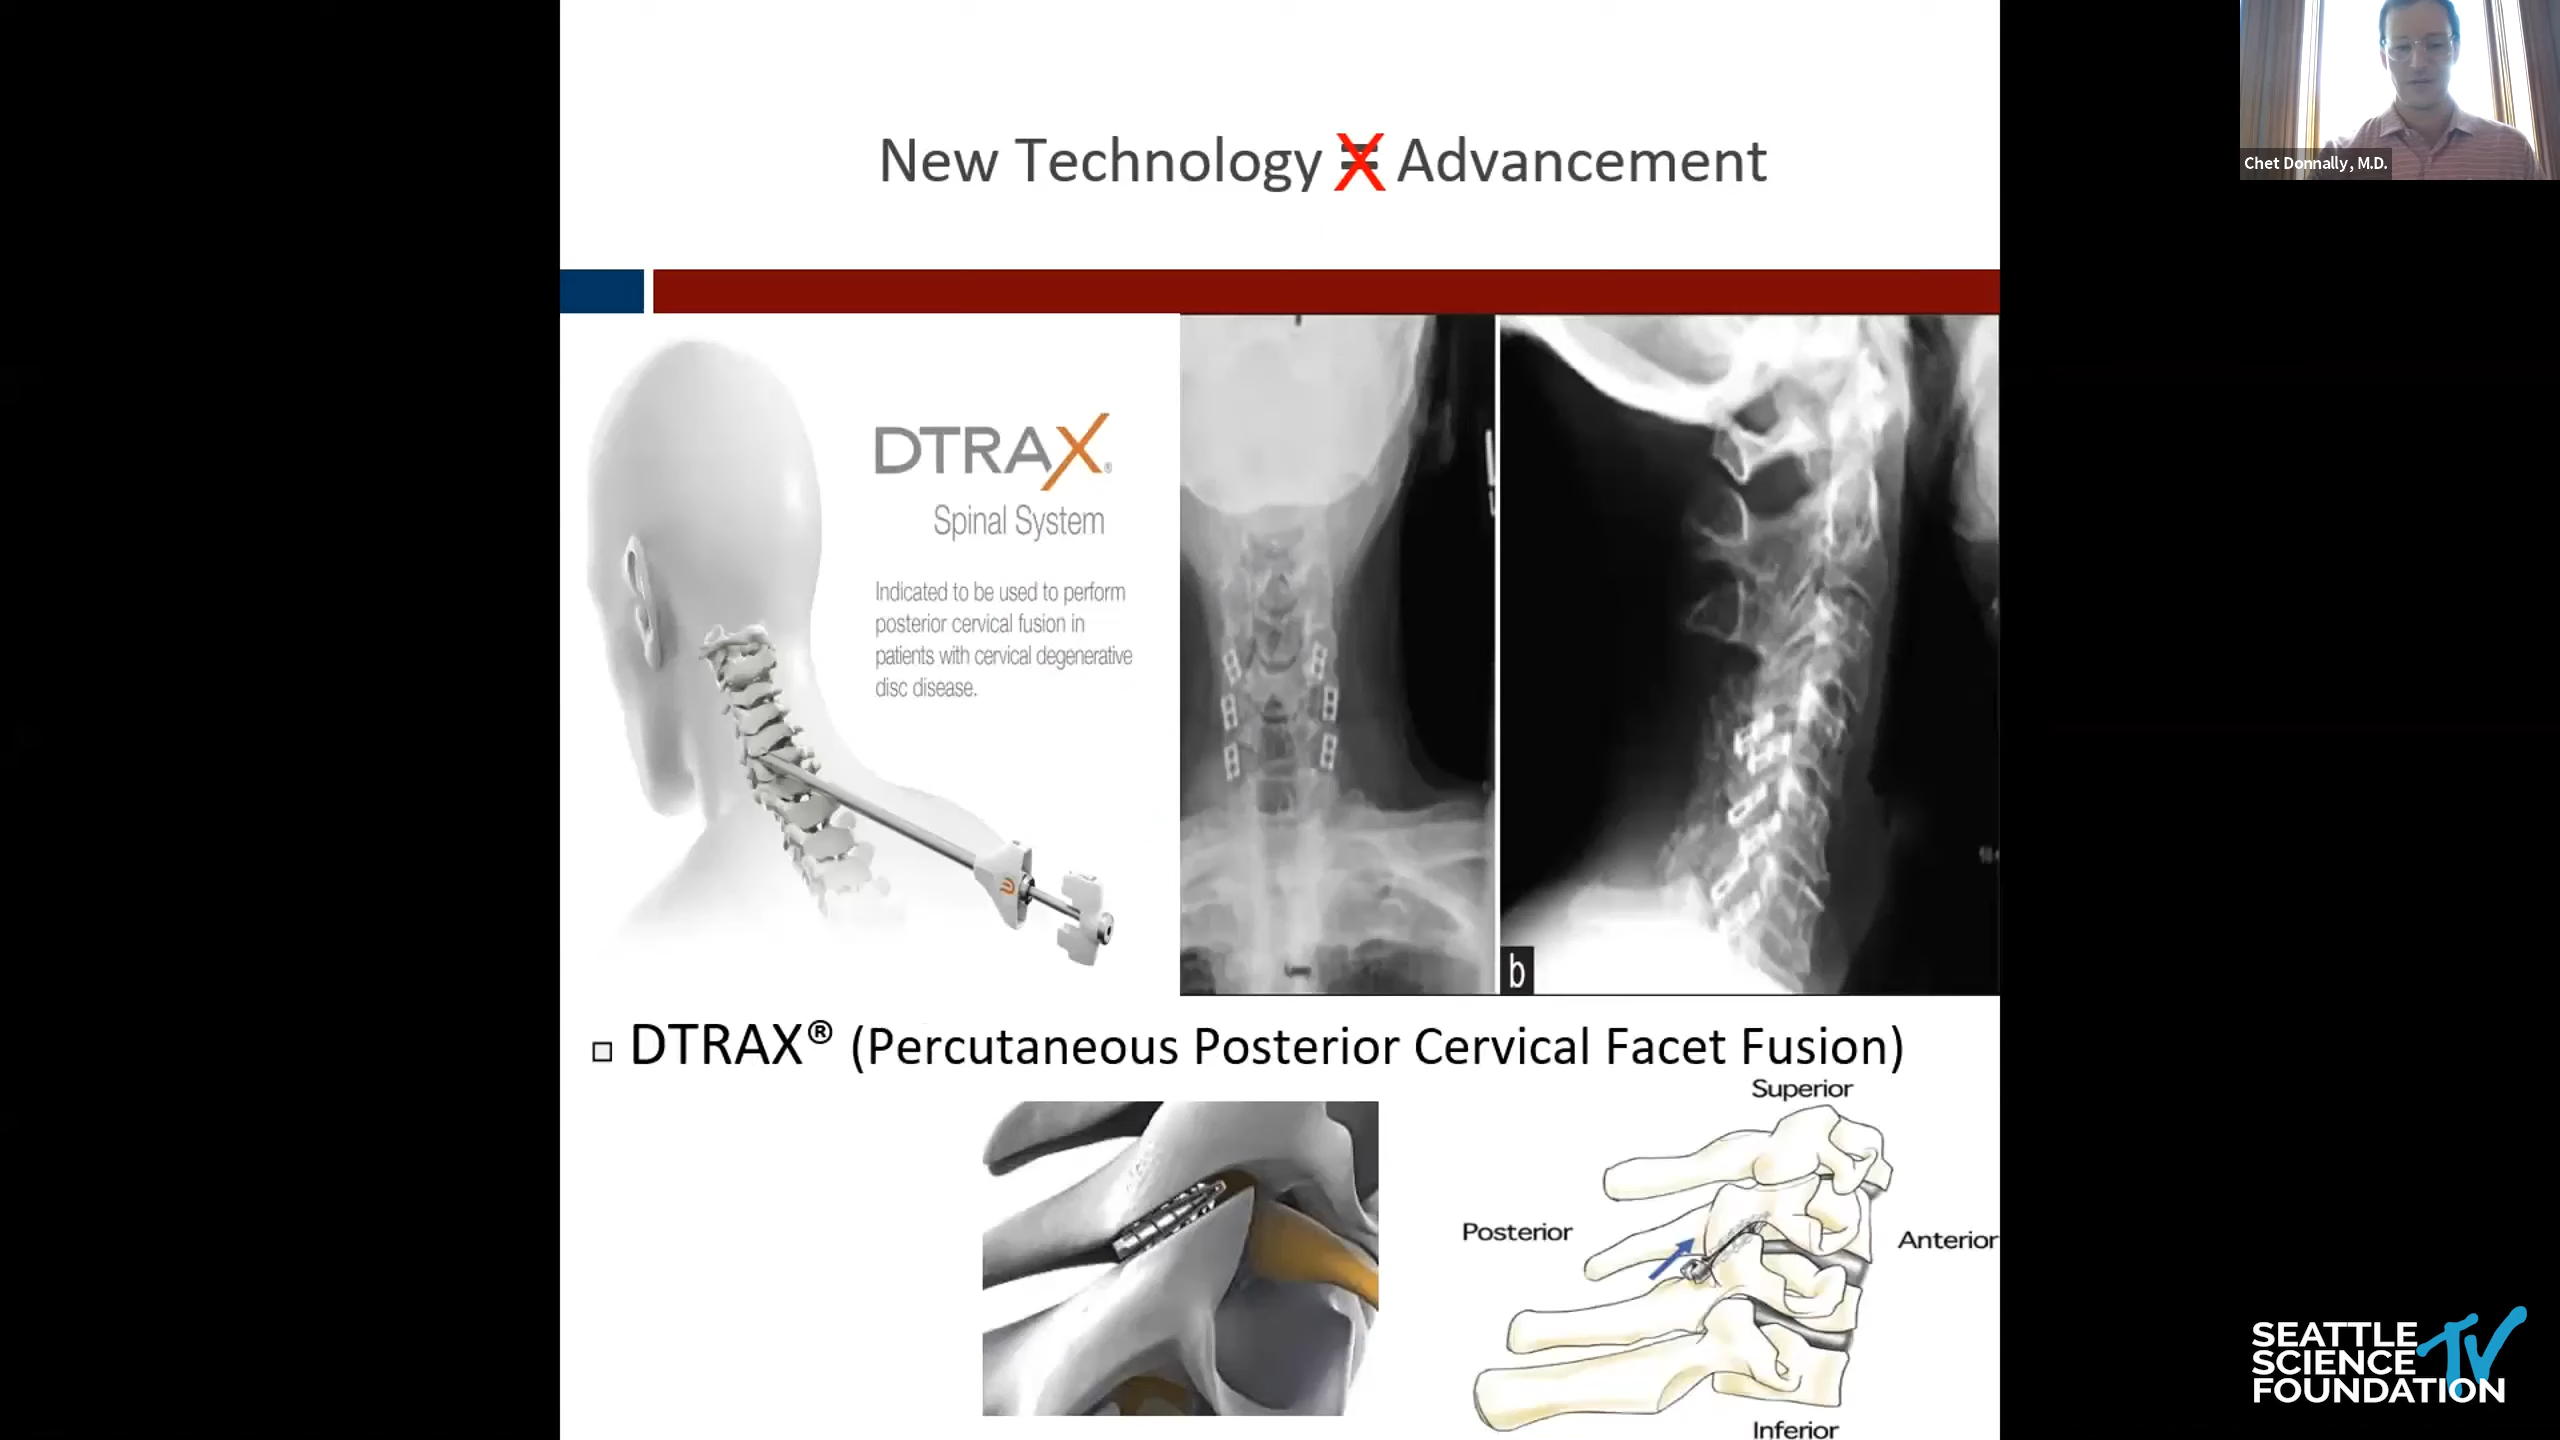 New Technology = Advancement
Chet Donnally, M.D.
DTRAX®
Spinal System
Indicated to be used to perform
posterior cervical fusion in
patients with cervical degenerative
disc disease.
b
DTRAX® (Percutaneous Posterior Cervical Facet Fusion)
Superior
Posterior
Anterior
Inferior
SEATTLE
SCIENCE TV
FOUNDATION